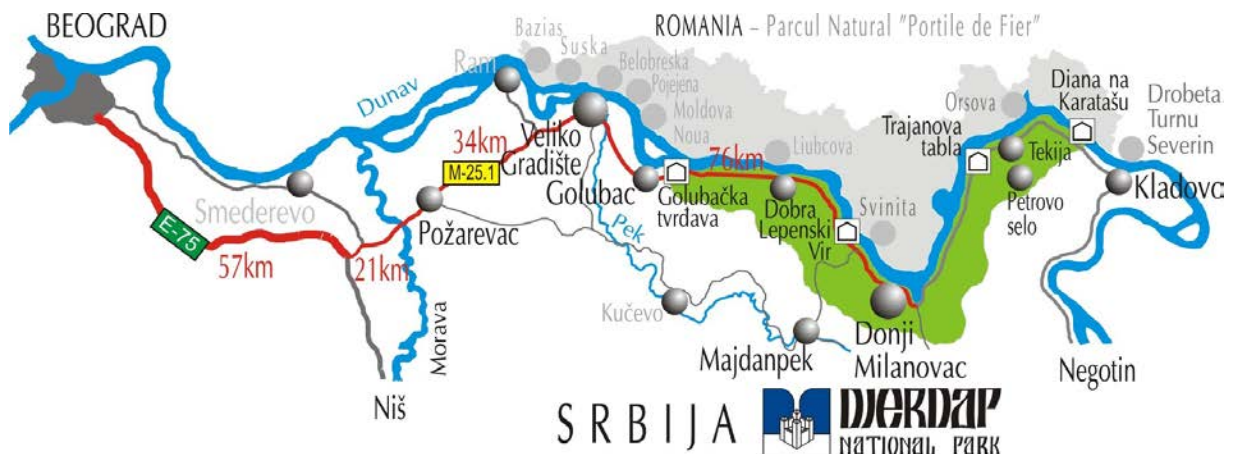 BEOGRAD
ROMANIA – Parcul Natural "Portile de Fier"
Bazias
Suska
Belobreska
Pojejena
Moldova
Noua
Ram
Dunav
Liubcova
Orsova
Diana na
Karatašu
Drobeta
Turnu
Severin
Trajanova
tabla
Tekija
Petrovo
selo
Kladovo
34km
M-25.1
Veliko
Gradište
76km
Golubac
Golubačka
tvrdava
Dobra
Lepenski
Vir
Svinita
Smederevo
Požarevac
E-75
57km
21km
Pek
Morava
Kučevo
Majdanpek
Donji
Milanovac
Negotin
Niš
SRBIJA
DJERDAP
NATIONAL PARK